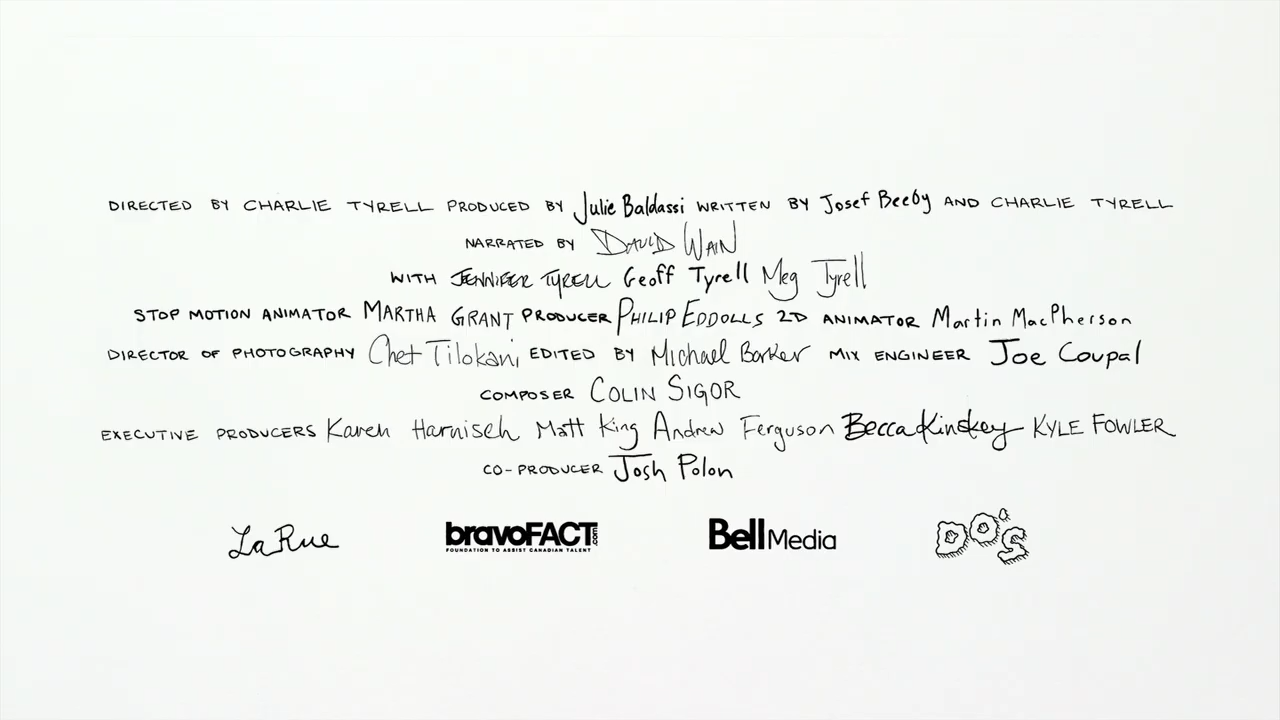 DIRECTED BY CHARLIE TYRELL PRODUCED BY Julie Baldassi WRITTEN BY Josef Beeby AND CHARLIE TYRELL
NARRATED BY DAVID WAIN
WITH JENNIFER TYRELL Geoff Tyrell Meg Tyrell
STOP MOTION ANIMATOR MARTHA GRANT PRODUCER PHILIP EDDOLLS 2D ANIMATOR Martin MacPherson
DIRECTOR OF PHOTOGRAPHY Chet Tilokani EDITED BY Michael Barker MIX ENGINEER Joe Coupal
COMPOSER COLIN SIGOR
EXECUTIVE PRODUCERS Karen Harnisch Matt King Andrew Ferguson Becca Kinskey KYLE FOWLER
CO-PRODUCER Josh Polon
LaRue bravoFACT.com Bell Media DO's
FOUNDATION TO ASSIST CANADIAN TALENT